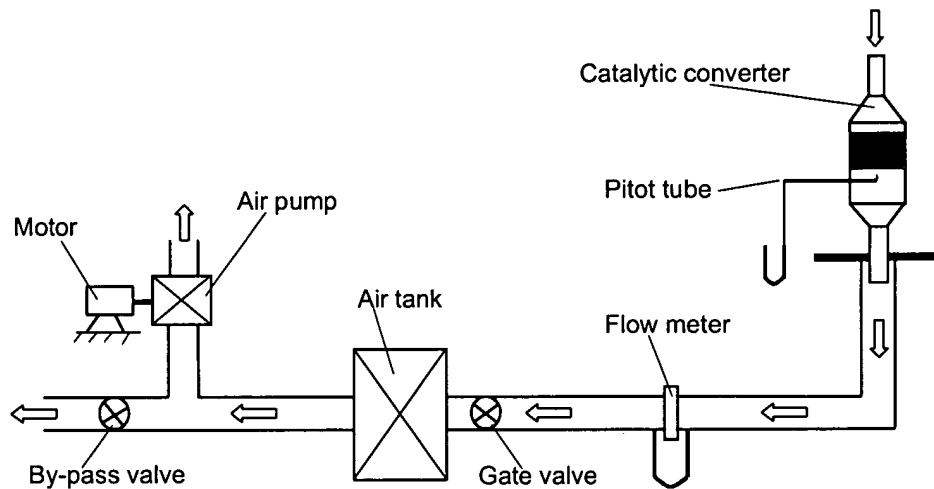 Catalytic converter
Pitot tube
Air pump
Motor
Air tank
Flow meter
By-pass valve
Gate valve